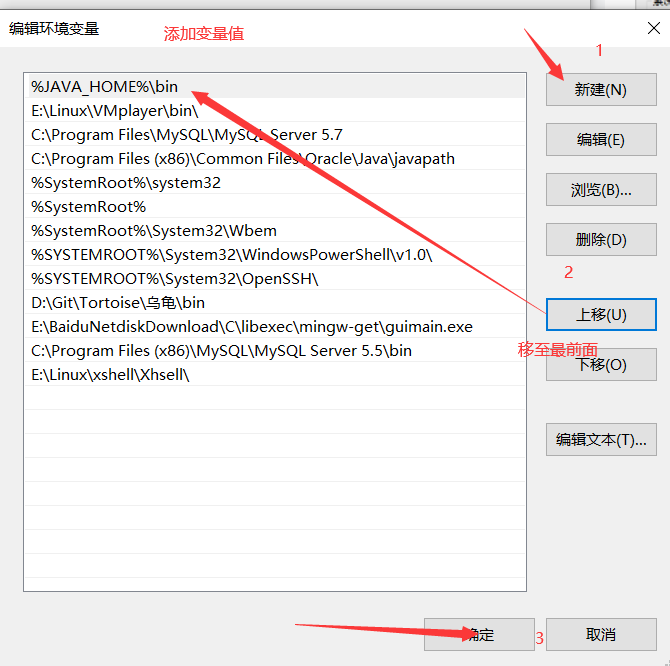 编辑环境变量
添加变量值
1
%JAVA_HOME%\bin
新建(N)
E:\Linux\VMplayer\bin\
C:\Program Files\MySQL\MySQL Server 5.7
编辑(E)
C:\Program Files (x86)\Common Files\Oracle\Java\javapath
%SystemRoot%\system32
浏览(B)...
%SystemRoot%
%SystemRoot%\System32\Wbem
删除(D)
%SYSTEMROOT%\System32\WindowsPowerShell\v1.0\
%SYSTEMROOT%\System32\OpenSSH\
2
D:\Git\Tortoise\乌龟\bin
上移(U)
E:\BaiduNetdiskDownload\C\libexec\mingw-get\guimain.exe
C:\Program Files (x86)\MySQL\MySQL Server 5.5\bin
移至最前面
下移(O)
E:\Linux\xshell\Xhsell\
编辑文本(T)...
确定
3
取消